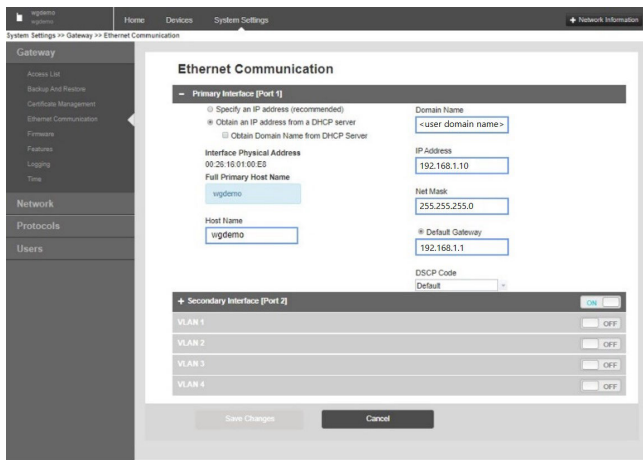 wgdemo
wgdemo
Home Devices System Settings
+ Network Information
System Settings >> Gateway >> Ethernet Communication
Gateway
Access List
Backup And Restore
Certificate Management
Ethernet Communication
Firmware
Features
Logging
Time
Network
Protocols
Users
Ethernet Communication
− Primary Interface [Port 1]
Specify an IP address (recommended)
Obtain an IP address from a DHCP server
Obtain Domain Name from DHCP Server
Interface Physical Address
00:26:16:01:00:E8
Full Primary Host Name
wgdemo
Host Name
wgdemo
Domain Name
<user domain name>
IP Address
192.168.1.10
Net Mask
255.255.255.0
Default Gateway
192.168.1.1
DSCP Code
Default
+ Secondary Interface [Port 2] ON
VLAN 1 OFF
VLAN 2 OFF
VLAN 3 OFF
VLAN 4 OFF
Save Changes Cancel